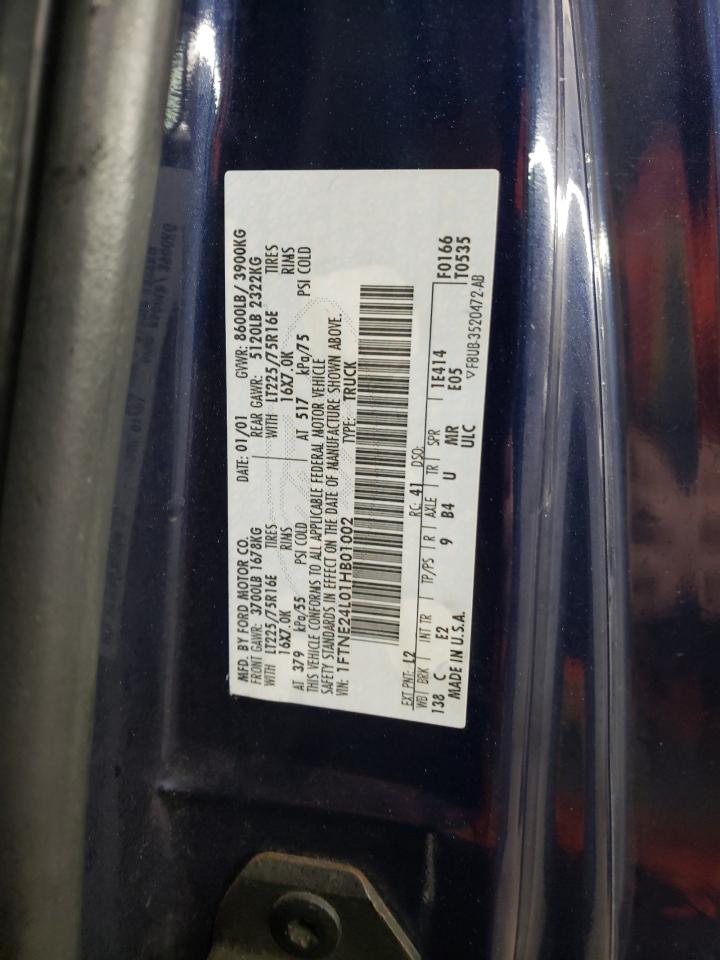 MFD. BY FORD MOTOR CO. DATE: 01/01 GVWR: 8600LB/ 3900KG
FRONT GAWR: 3700LB 1678KG REAR GAWR: 5120LB 2322KG
WITH LT225/75R16E TIRES WITH LT225/75R16E TIRES
16X7.0K RIMS 16X7.0K RIMS
AT 379 kPa/55 PSI COLD AT 517 kPa/75 PSI COLD
THIS VEHICLE CONFORMS TO ALL APPLICABLE FEDERAL MOTOR VEHICLE
SAFETY STANDARDS IN EFFECT ON THE DATE OF MANUFACTURE SHOWN ABOVE.
VIN: 1FTNE24L01HB01002 TYPE: TRUCK
EXT PNT: L2 RC: 41 DSO:
WB BRK INT TR TP/PS R AXLE TR SPR
138 C E2 9 B4 U MR 1E414 F0166
MADE IN U.S.A. ULC E05 T0535
▽F8UB-3520472-AB